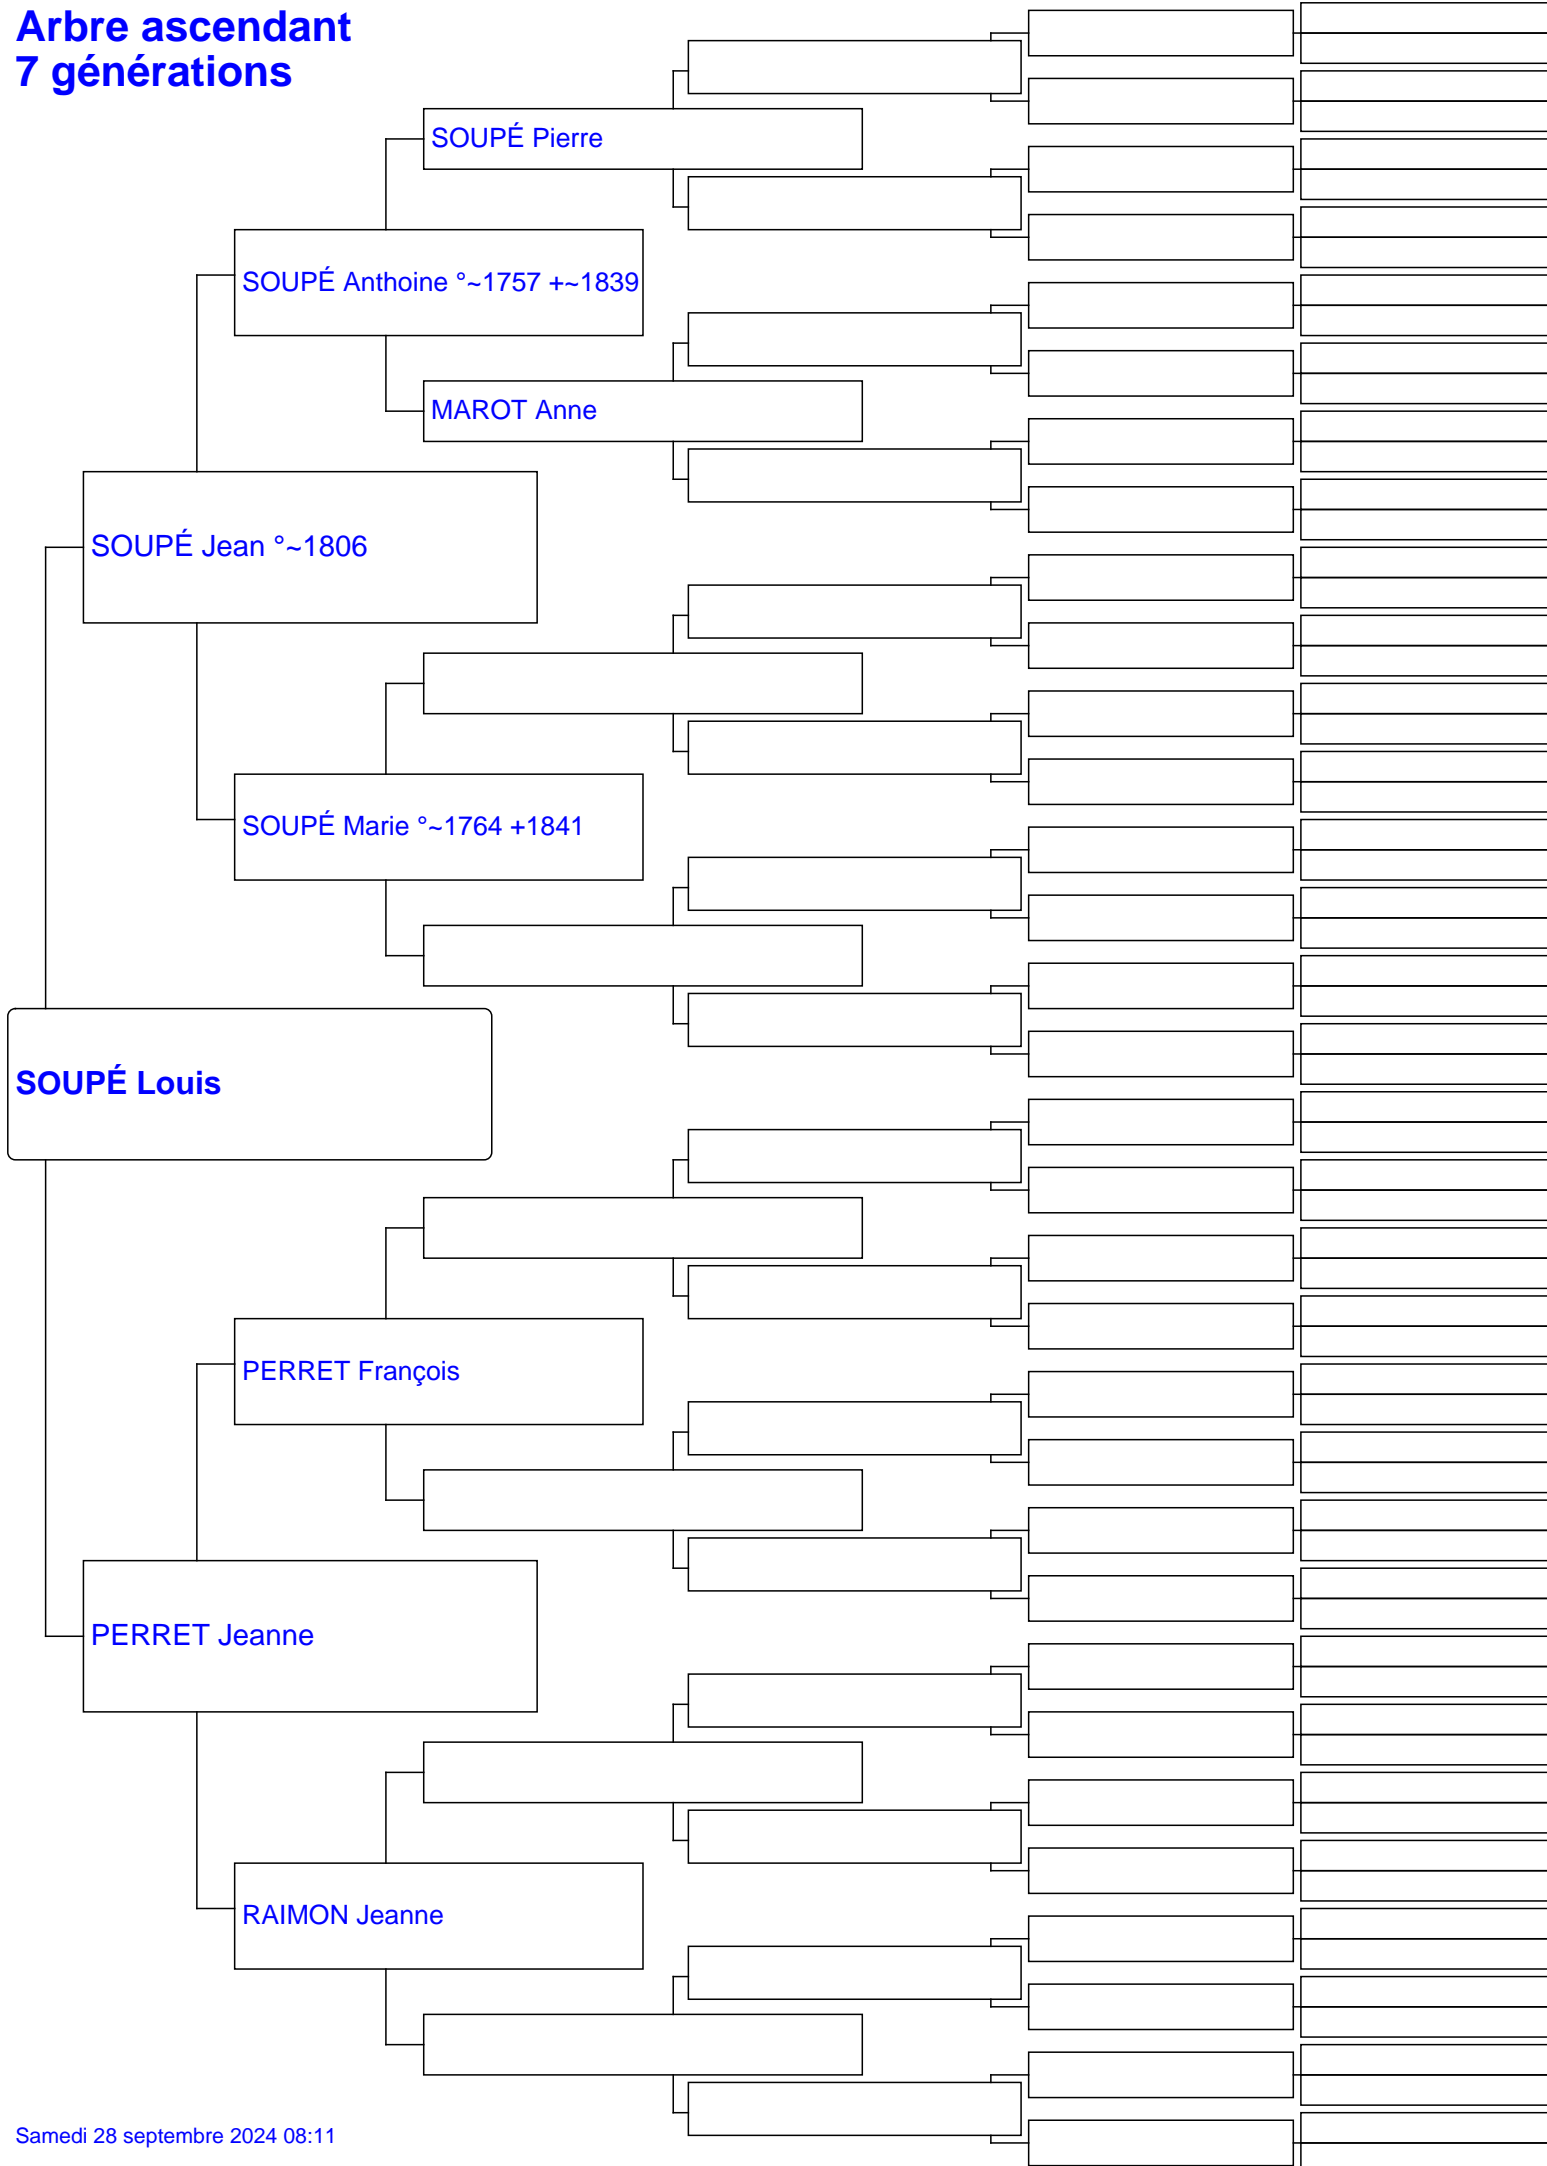 Arbre ascendant
7 générations
SOUPÉ Pierre
SOUPÉ Anthoine °~1757 +~1839
MAROT Anne
SOUPÉ Jean °~1806
SOUPÉ Marie °~1764 +1841
SOUPÉ Louis
PERRET François
PERRET Jeanne
RAIMON Jeanne
Samedi 28 septembre 2024 08:11